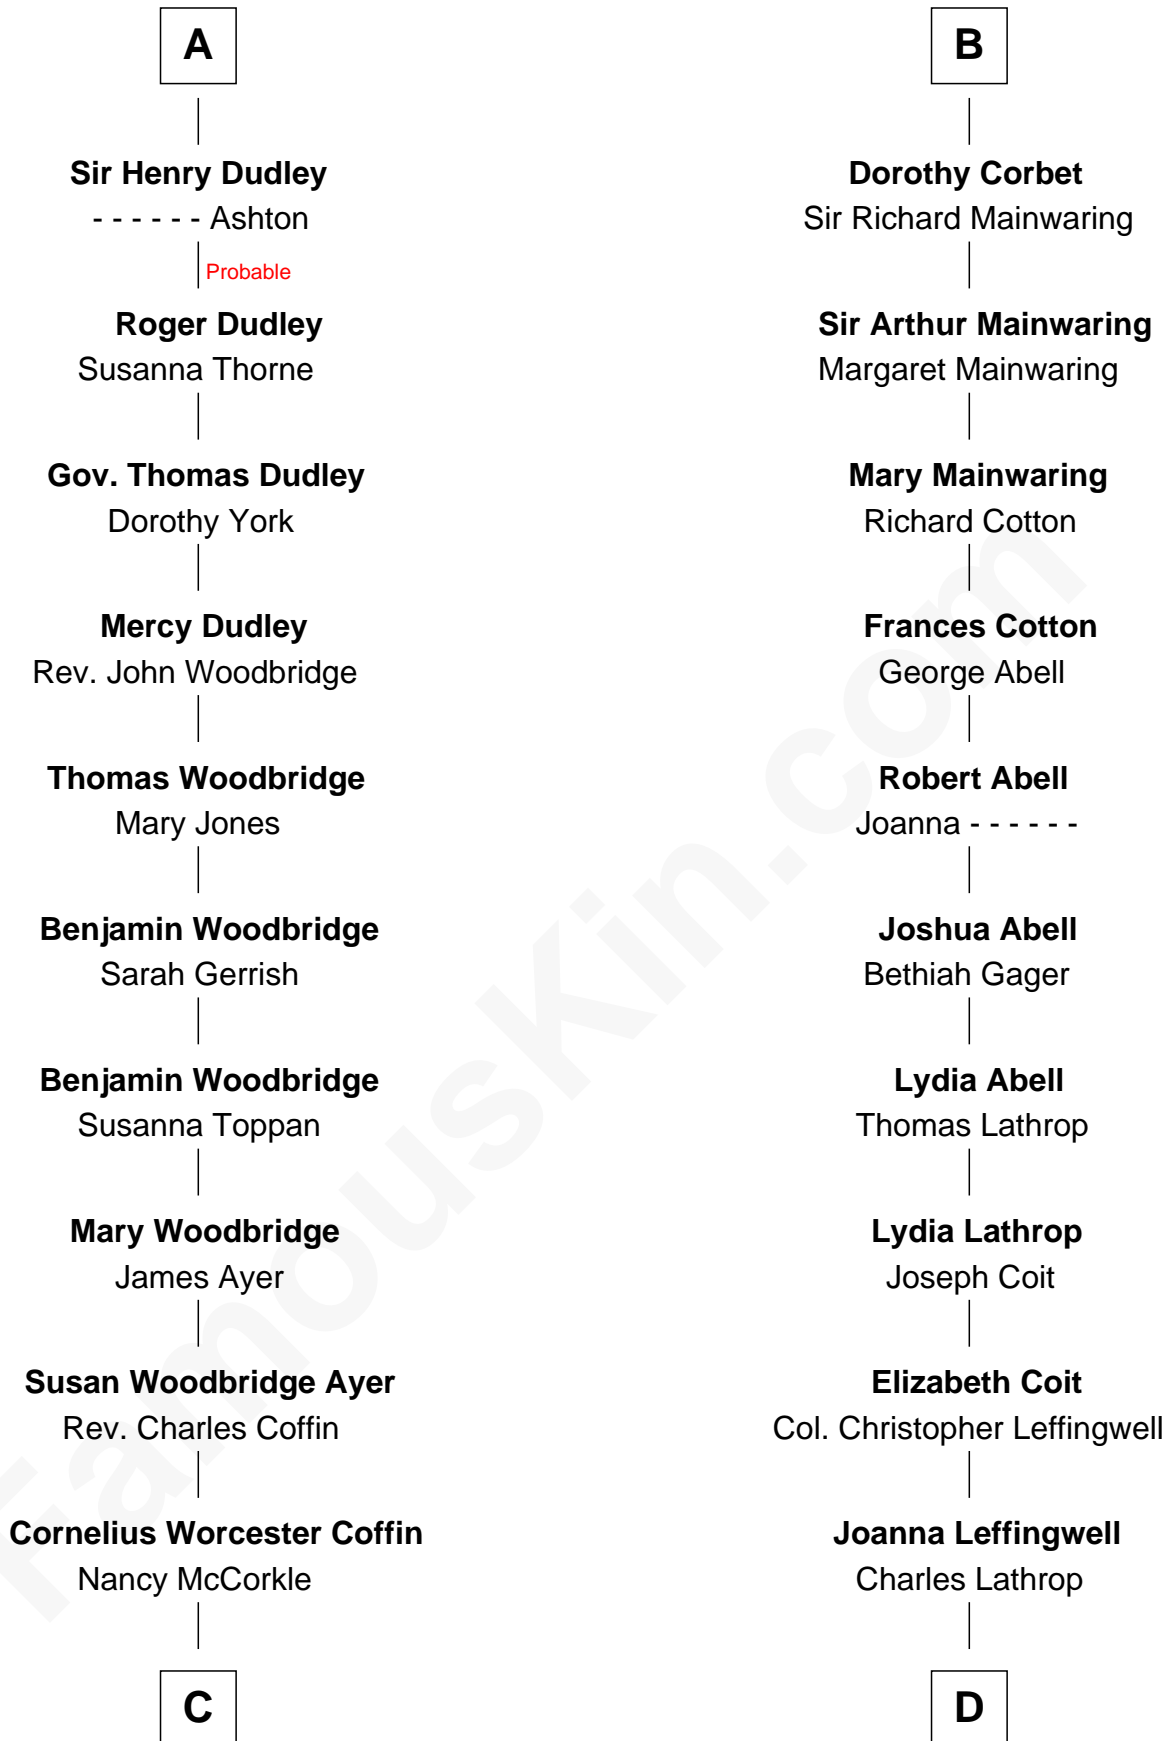 A
Sir Henry Dudley
- - - - - - Ashton
Probable
Roger Dudley
Susanna Thorne
Gov. Thomas Dudley
Dorothy York
Mercy Dudley
Rev. John Woodbridge
Thomas Woodbridge
Mary Jones
Benjamin Woodbridge
Sarah Gerrish
Benjamin Woodbridge
Susanna Toppan
Mary Woodbridge
James Ayer
Susan Woodbridge Ayer
Rev. Charles Coffin
Cornelius Worcester Coffin
Nancy McCorkle
C
B
Dorothy Corbet
Sir Richard Mainwaring
Sir Arthur Mainwaring
Margaret Mainwaring
Mary Mainwaring
Richard Cotton
Frances Cotton
George Abell
Robert Abell
Joanna - - - - - -
Joshua Abell
Bethiah Gager
Lydia Abell
Thomas Lathrop
Lydia Lathrop
Joseph Coit
Elizabeth Coit
Col. Christopher Leffingwell
Joanna Leffingwell
Charles Lathrop
D
FamousKin.com